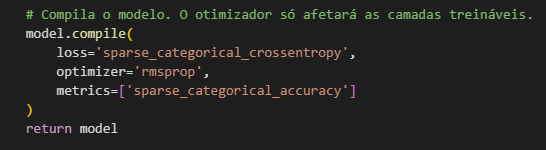 # Compila o modelo. O otimizador só afetará as camadas treináveis.
model.compile(
    loss='sparse_categorical_crossentropy',
    optimizer='rmsprop',
    metrics=['sparse_categorical_accuracy']
)
return model